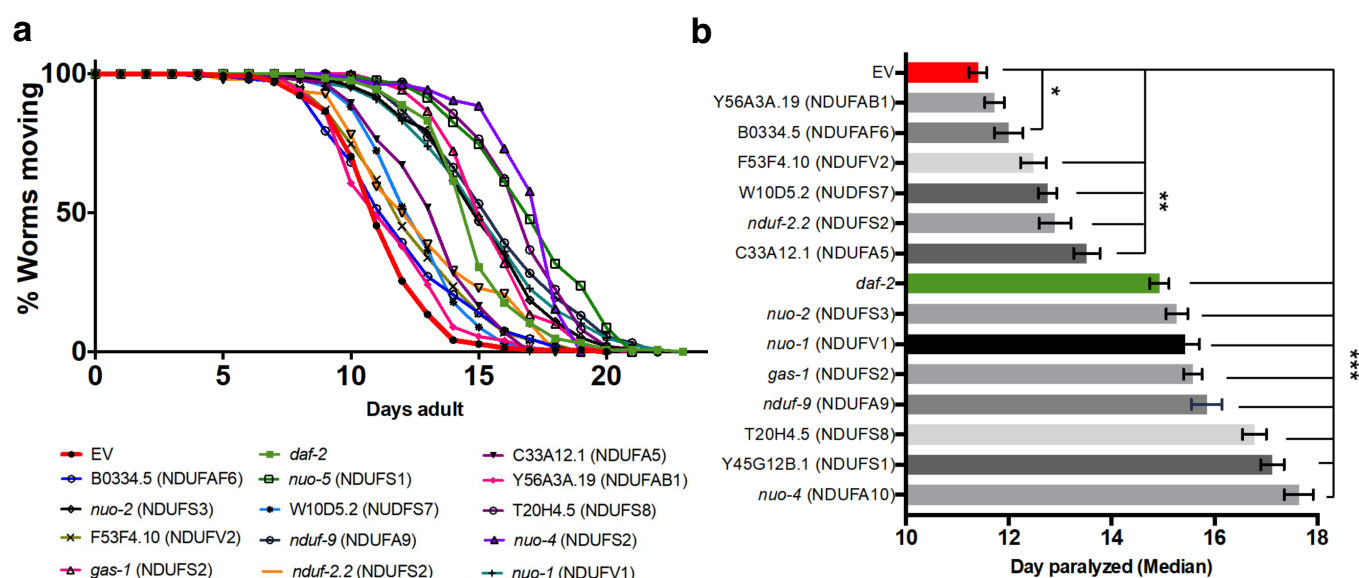 a
% Worms moving
100
50
0
0 5 10 15 20
Days adult
EV
B0334.5 (NDUFAF6)
nuo-2 (NDUFS3)
F53F4.10 (NDUFV2)
gas-1 (NDUFS2)
daf-2
nuo-5 (NDUFS1)
W10D5.2 (NUDFS7)
nduf-9 (NDUFA9)
nduf-2.2 (NDUFS2)
C33A12.1 (NDUFA5)
Y56A3A.19 (NDUFAB1)
T20H4.5 (NDUFS8)
nuo-4 (NDUFS2)
nuo-1 (NDUFV1)
b
EV
Y56A3A.19 (NDUFAB1)
B0334.5 (NDUFAF6)
F53F4.10 (NDUFV2)
W10D5.2 (NUDFS7)
nduf-2.2 (NDUFS2)
C33A12.1 (NDUFA5)
daf-2
nuo-2 (NDUFS3)
nuo-1 (NDUFV1)
gas-1 (NDUFS2)
nduf-9 (NDUFA9)
T20H4.5 (NDUFS8)
Y45G12B.1 (NDUFS1)
nuo-4 (NDUFA10)
*
**
***
10 12 14 16 18
Day paralyzed (Median)